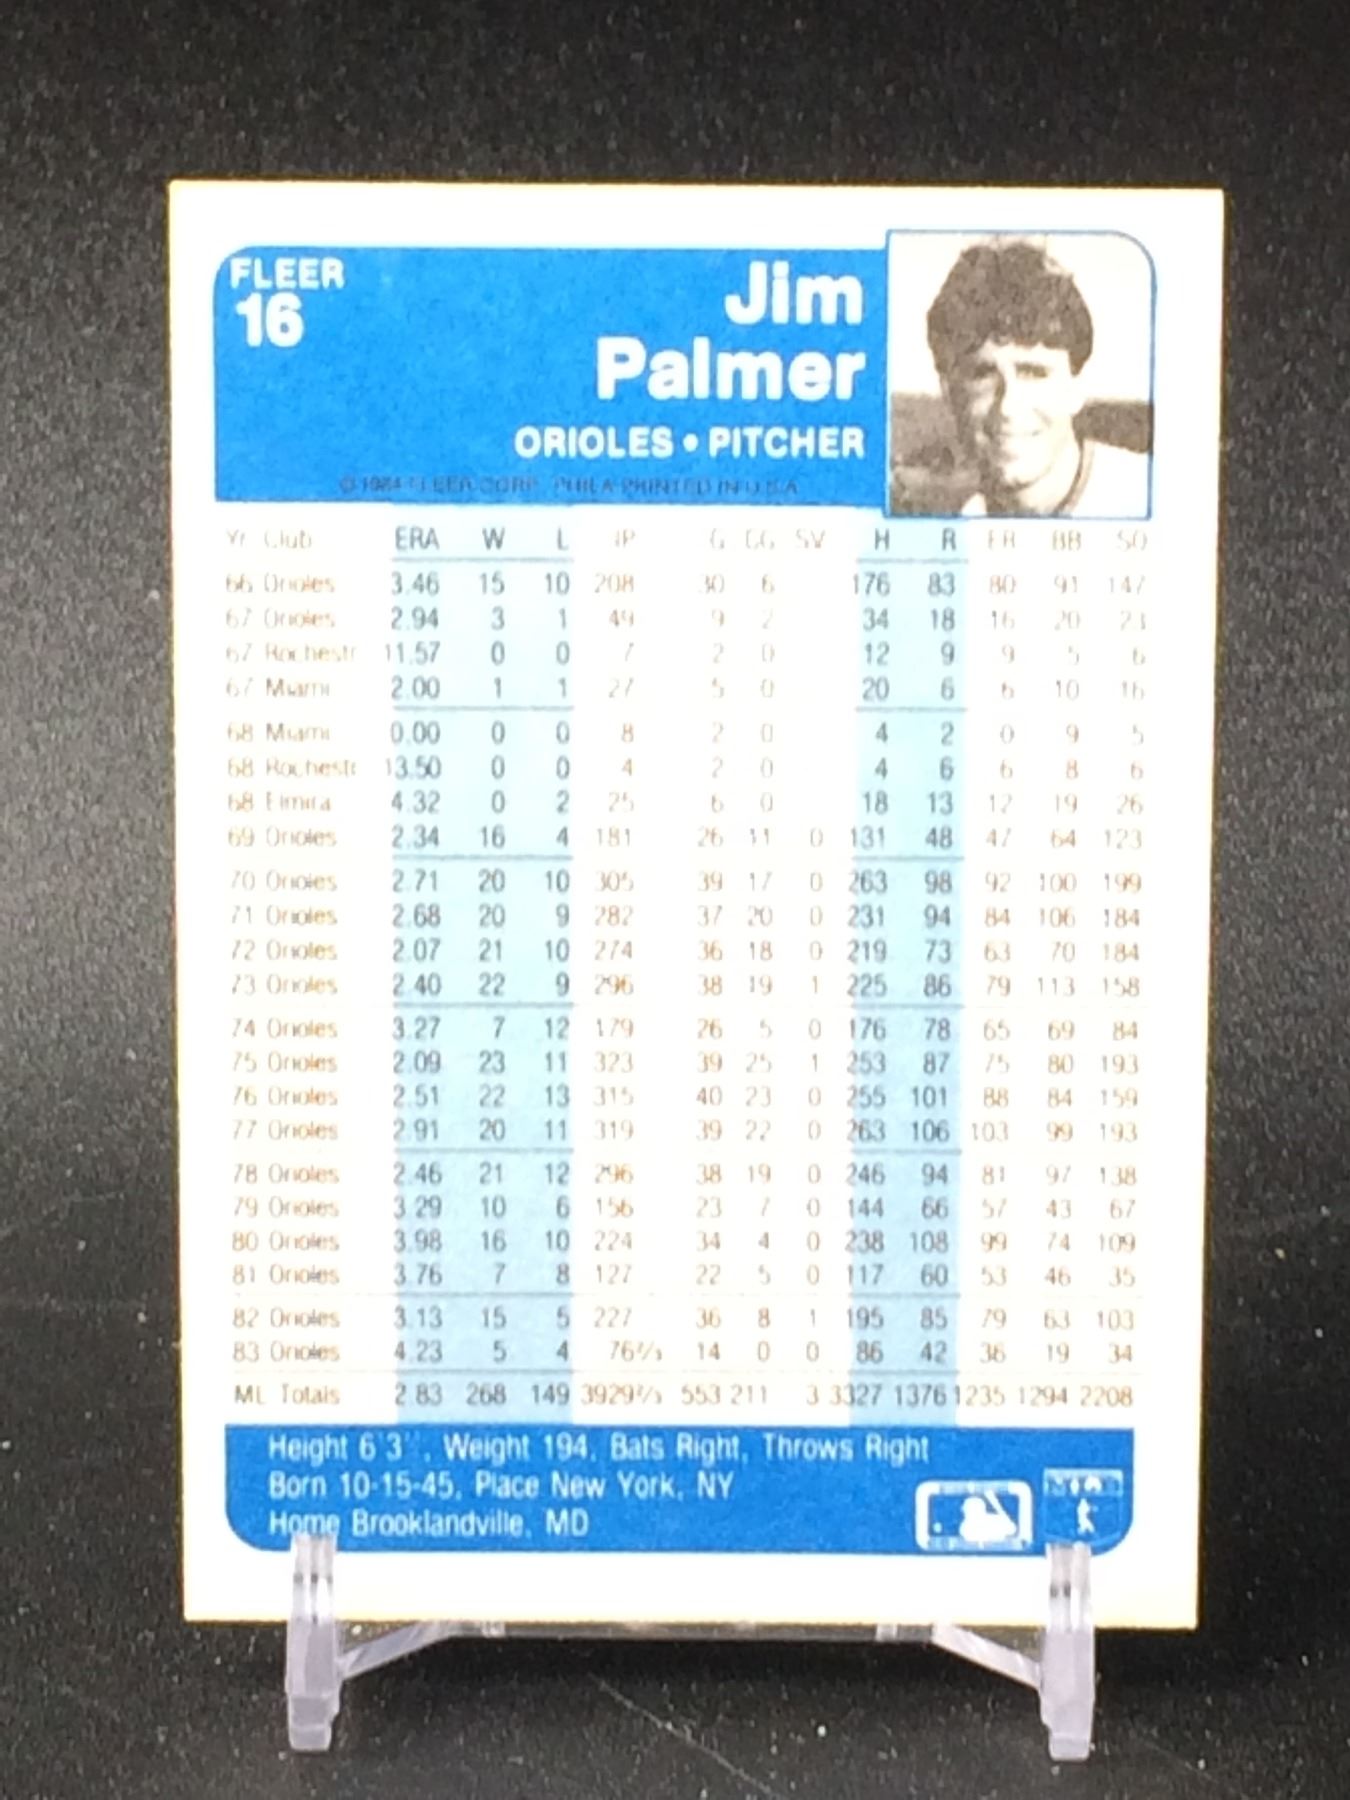 FLEER
16
Jim
Palmer
ORIOLES • PITCHER
© 1984 FLEER CORP. PHILA PRINTED IN U.S.A.
Yr. Club ERA W L IP G CG SV H R ER BB SO
66 Orioles 3.46 15 10 208 30 6 176 83 80 91 147
67 Orioles 2.94 3 1 49 9 2 34 18 16 20 23
67 Rochestr 11.57 0 0 7 2 0 12 9 9 5 6
67 Miami 2.00 1 1 27 5 0 20 6 6 10 16
68 Miami 0.00 0 0 8 2 0 4 2 0 9 5
68 Rochestr 13.50 0 0 4 2 0 4 6 6 8 6
68 Elmira 4.32 0 2 25 6 0 18 13 12 19 26
69 Orioles 2.34 16 4 181 26 11 0 131 48 47 64 123
70 Orioles 2.71 20 10 305 39 17 0 263 98 92 100 199
71 Orioles 2.68 20 9 282 37 20 0 231 94 84 106 184
72 Orioles 2.07 21 10 274 36 18 0 219 73 63 70 184
73 Orioles 2.40 22 9 296 38 19 1 225 86 79 113 158
74 Orioles 3.27 7 12 179 26 5 0 176 78 65 69 84
75 Orioles 2.09 23 11 323 39 25 1 253 87 75 80 193
76 Orioles 2.51 22 13 315 40 23 0 255 101 88 84 159
77 Orioles 2.91 20 11 319 39 22 0 263 106 103 99 193
78 Orioles 2.46 21 12 296 38 19 0 246 94 81 97 138
79 Orioles 3.29 10 6 156 23 7 0 144 66 57 43 67
80 Orioles 3.98 16 10 224 34 4 0 238 108 99 74 109
81 Orioles 3.76 7 8 127 22 5 0 117 60 53 46 35
82 Orioles 3.13 15 5 227 36 8 1 195 85 79 63 103
83 Orioles 4.23 5 4 76⅔ 14 0 0 86 42 36 19 34
ML Totals 2.83 268 149 3929⅔ 553 211 3 3327 1376 1235 1294 2208
Height 6'3'', Weight 194, Bats Right, Throws Right
Born 10-15-45, Place New York, NY
Home Brooklandville, MD